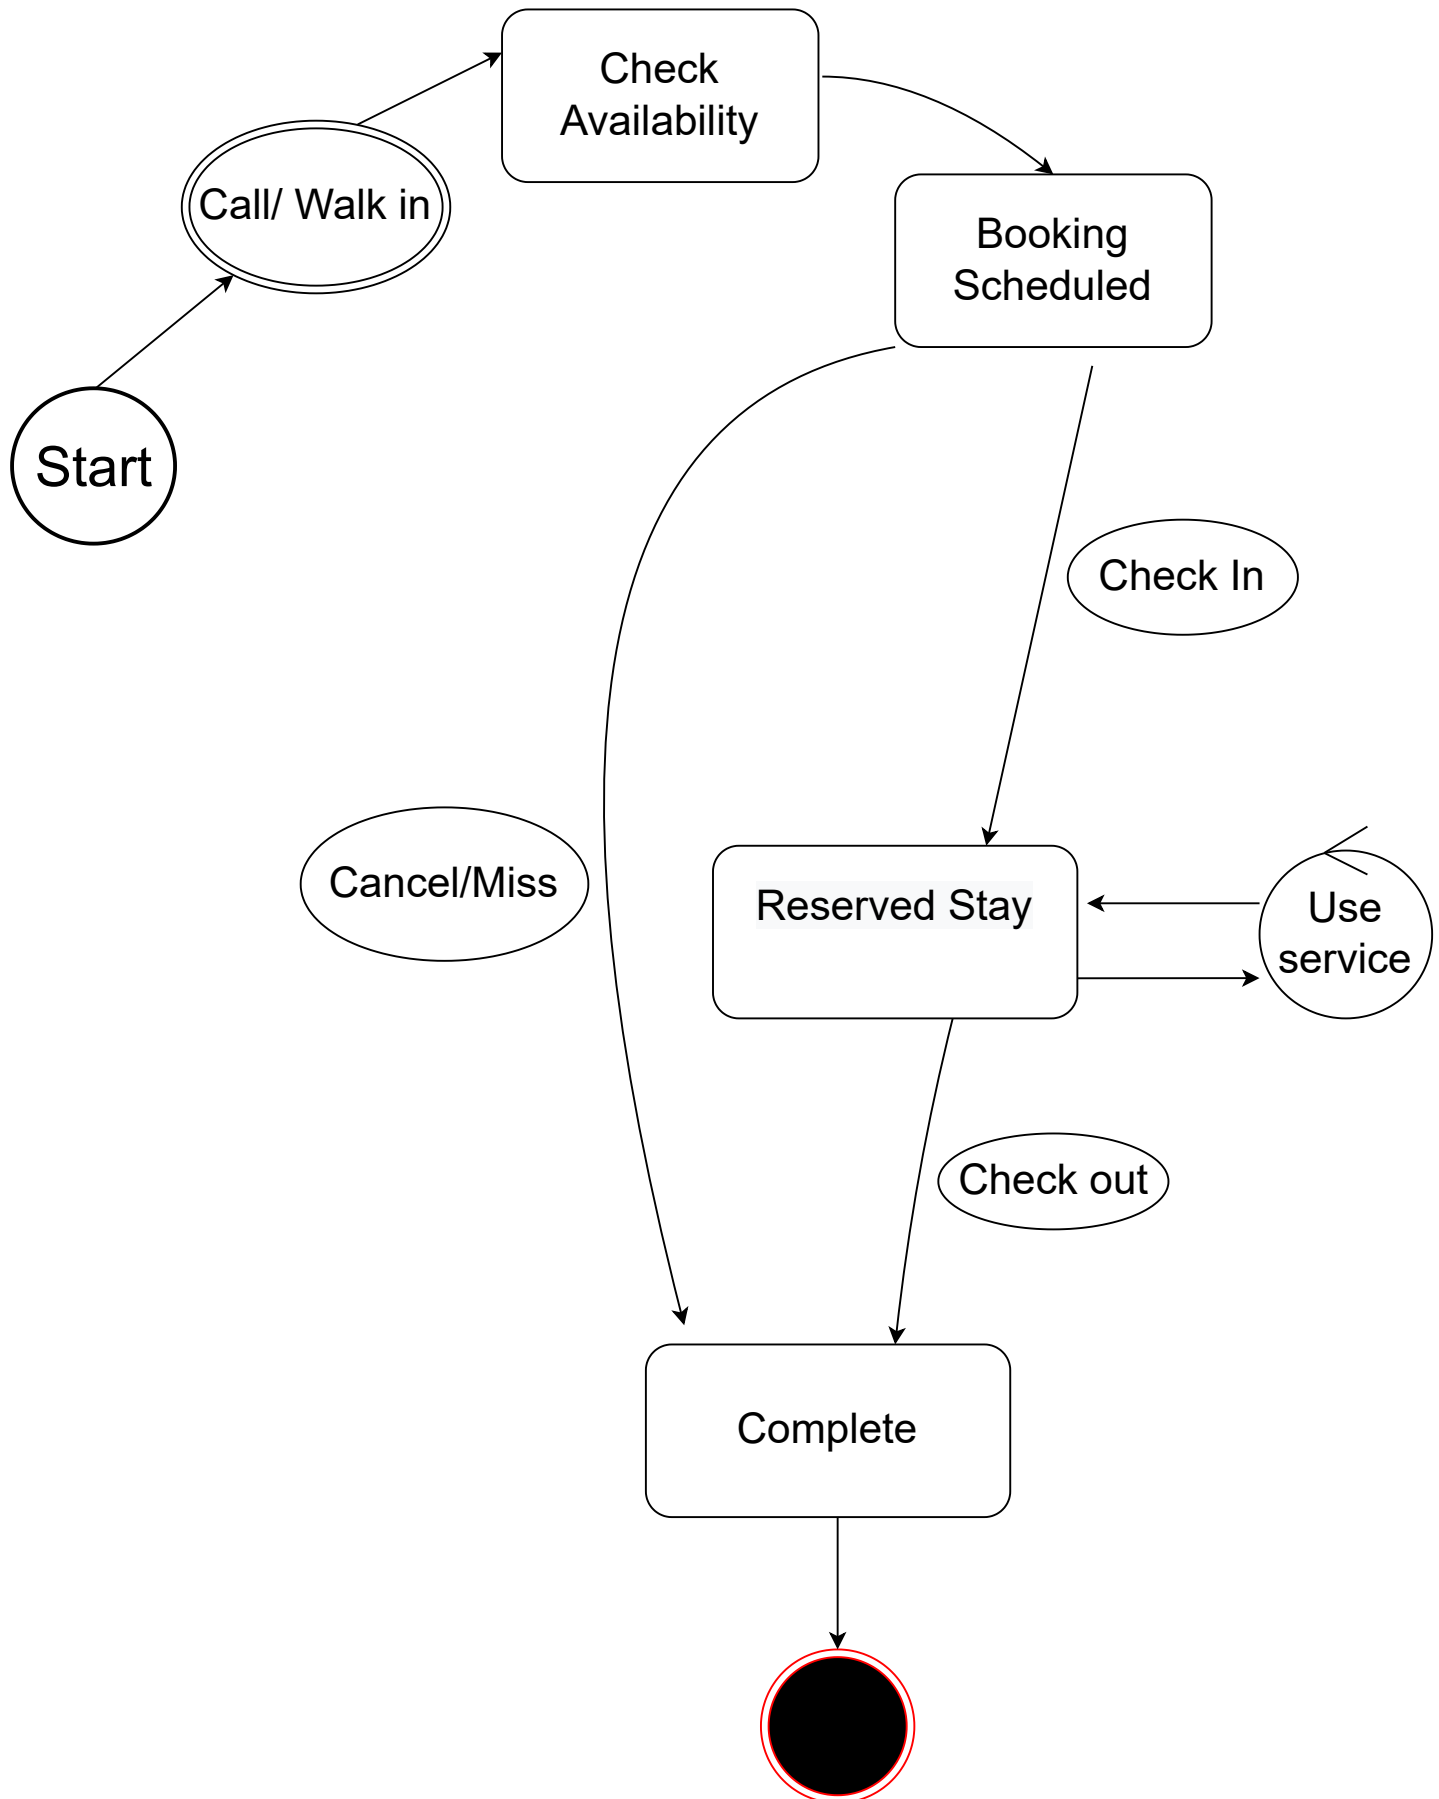 Check
Availability
Call/ Walk in
Booking
Scheduled
Start
Check In
Cancel/Miss
Reserved Stay
Use
service
Check out
Complete